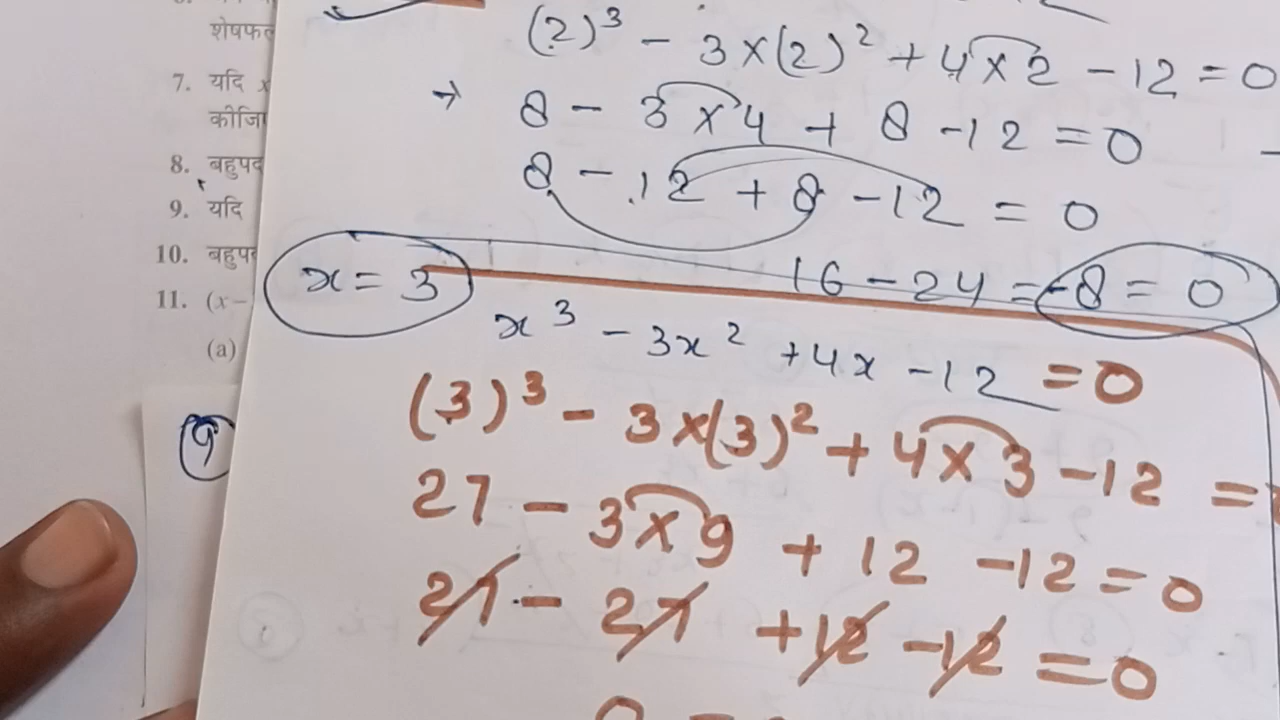 शेषफल
7. यदि x
8. बहुपद
9. यदि
10. बहुपद
11. (x –
(a)
9
(2)³ – 3×(2)² + 4×2 – 12 = 0
→ 8 – 3×4 + 8 – 12 = 0
8 – 12 + 8 – 12 = 0
16 – 24 = –8 = 0
x = 3
x³ – 3x² + 4x – 12 = 0
(3)³ – 3×(3)² + 4×3 – 12 =
27 – 3×9 + 12 – 12 = 0
27 – 27 + 12 – 12 = 0